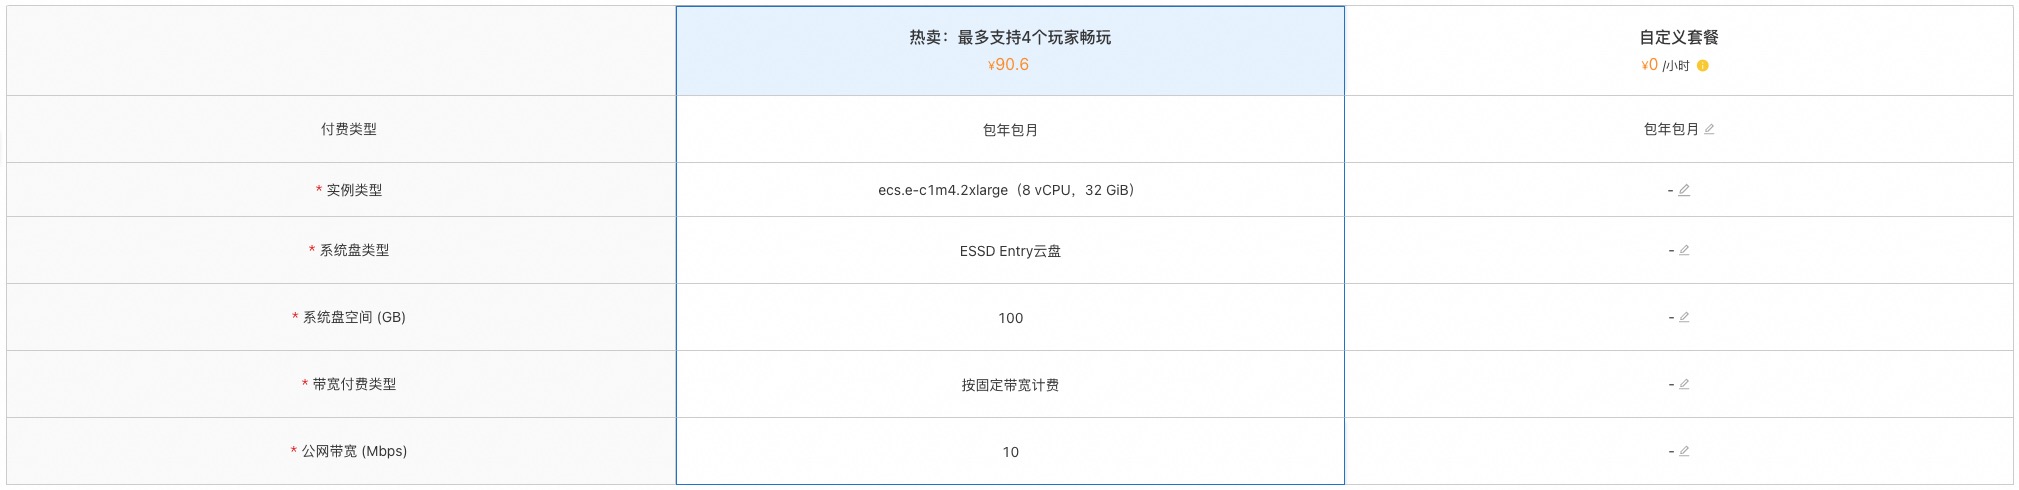 热卖：最多支持4个玩家畅玩
¥90.6
自定义套餐
¥0 /小时
付费类型
包年包月
包年包月
* 实例类型
ecs.e-c1m4.2xlarge（8 vCPU，32 GiB）
-
* 系统盘类型
ESSD Entry云盘
-
* 系统盘空间 (GB)
100
-
* 带宽付费类型
按固定带宽计费
-
* 公网带宽 (Mbps)
10
-